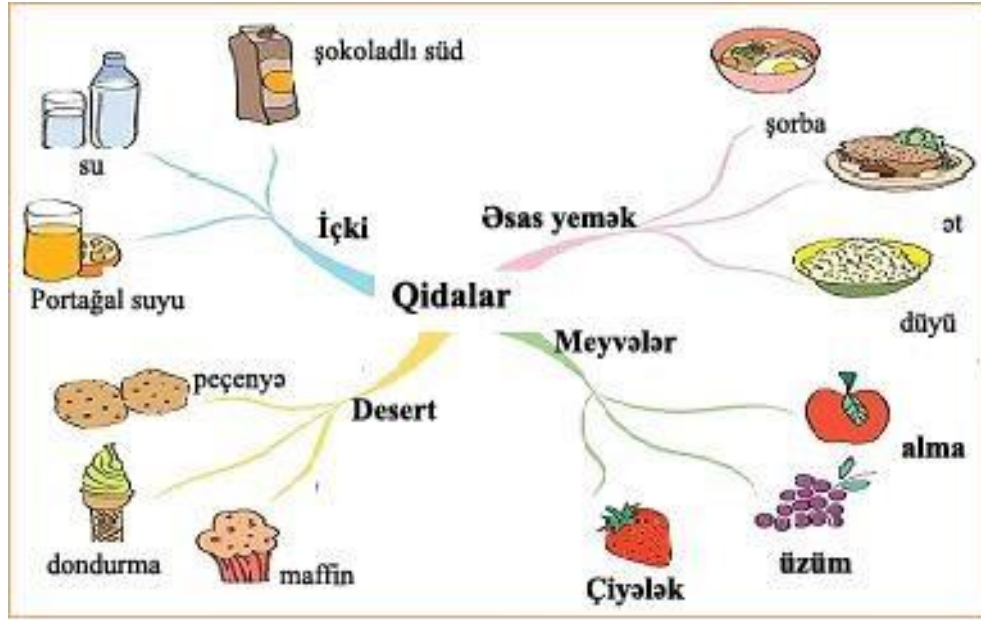 şokoladlı süd
su
Portağal suyu
İçki
şorba
Əsas yemək
ət
düyü
Qidalar
peçenyə
Desert
dondurma
maffin
Meyvələr
alma
üzüm
Çiyələk